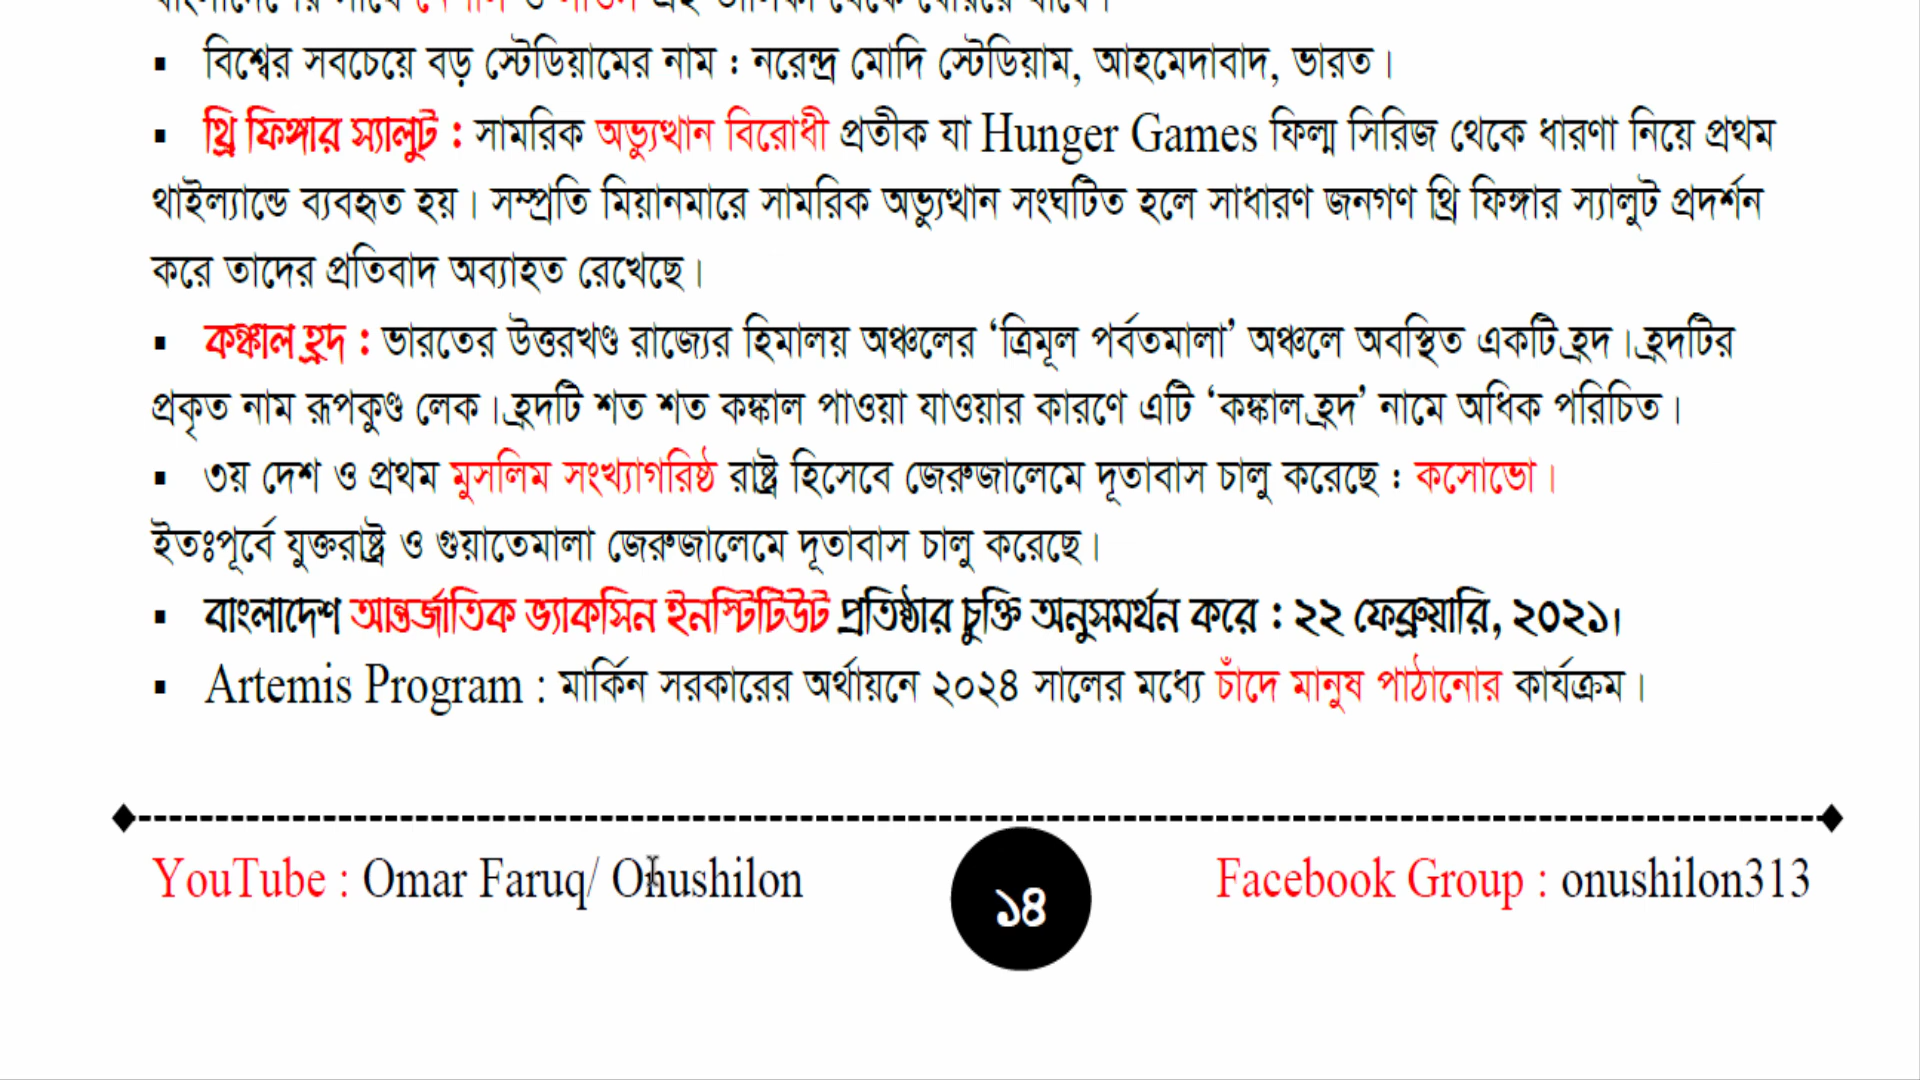 ▪ বিশ্বের সবচেয়ে বড় স্টেডিয়ামের নাম : নরেন্দ্র মোদি স্টেডিয়াম, আহমেদাবাদ, ভারত।
▪ থ্রি ফিঙ্গার স্যালুট : সামরিক অভ্যুত্থান বিরোধী প্রতীক যা Hunger Games ফিল্ম সিরিজ থেকে ধারণা নিয়ে প্রথম
থাইল্যান্ডে ব্যবহৃত হয়। সম্প্রতি মিয়ানমারে সামরিক অভ্যুত্থান সংঘটিত হলে সাধারণ জনগণ থ্রি ফিঙ্গার স্যালুট প্রদর্শন
করে তাদের প্রতিবাদ অব্যাহত রেখেছে।
▪ কঙ্কাল হ্রদ : ভারতের উত্তরখণ্ড রাজ্যের হিমালয় অঞ্চলের ‘ত্রিমূল পর্বতমালা’ অঞ্চলে অবস্থিত একটি হ্রদ। হ্রদটির
প্রকৃত নাম রূপকুণ্ড লেক। হ্রদটি শত শত কঙ্কাল পাওয়া যাওয়ার কারণে এটি ‘কঙ্কাল হ্রদ’ নামে অধিক পরিচিত।
▪ ৩য় দেশ ও প্রথম মুসলিম সংখ্যাগরিষ্ঠ রাষ্ট্র হিসেবে জেরুজালেমে দূতাবাস চালু করেছে : কসোভো।
ইতঃপূর্বে যুক্তরাষ্ট্র ও গুয়াতেমালা জেরুজালেমে দূতাবাস চালু করেছে।
▪ বাংলাদেশ আন্তর্জাতিক ভ্যাকসিন ইনস্টিটিউট প্রতিষ্ঠার চুক্তি অনুসমর্থন করে : ২২ ফেব্রুয়ারি, ২০২১।
▪ Artemis Program : মার্কিন সরকারের অর্থায়নে ২০২৪ সালের মধ্যে চাঁদে মানুষ পাঠানোর কার্যক্রম।
YouTube : Omar Faruq/ Onushilon
১৪
Facebook Group : onushilon313